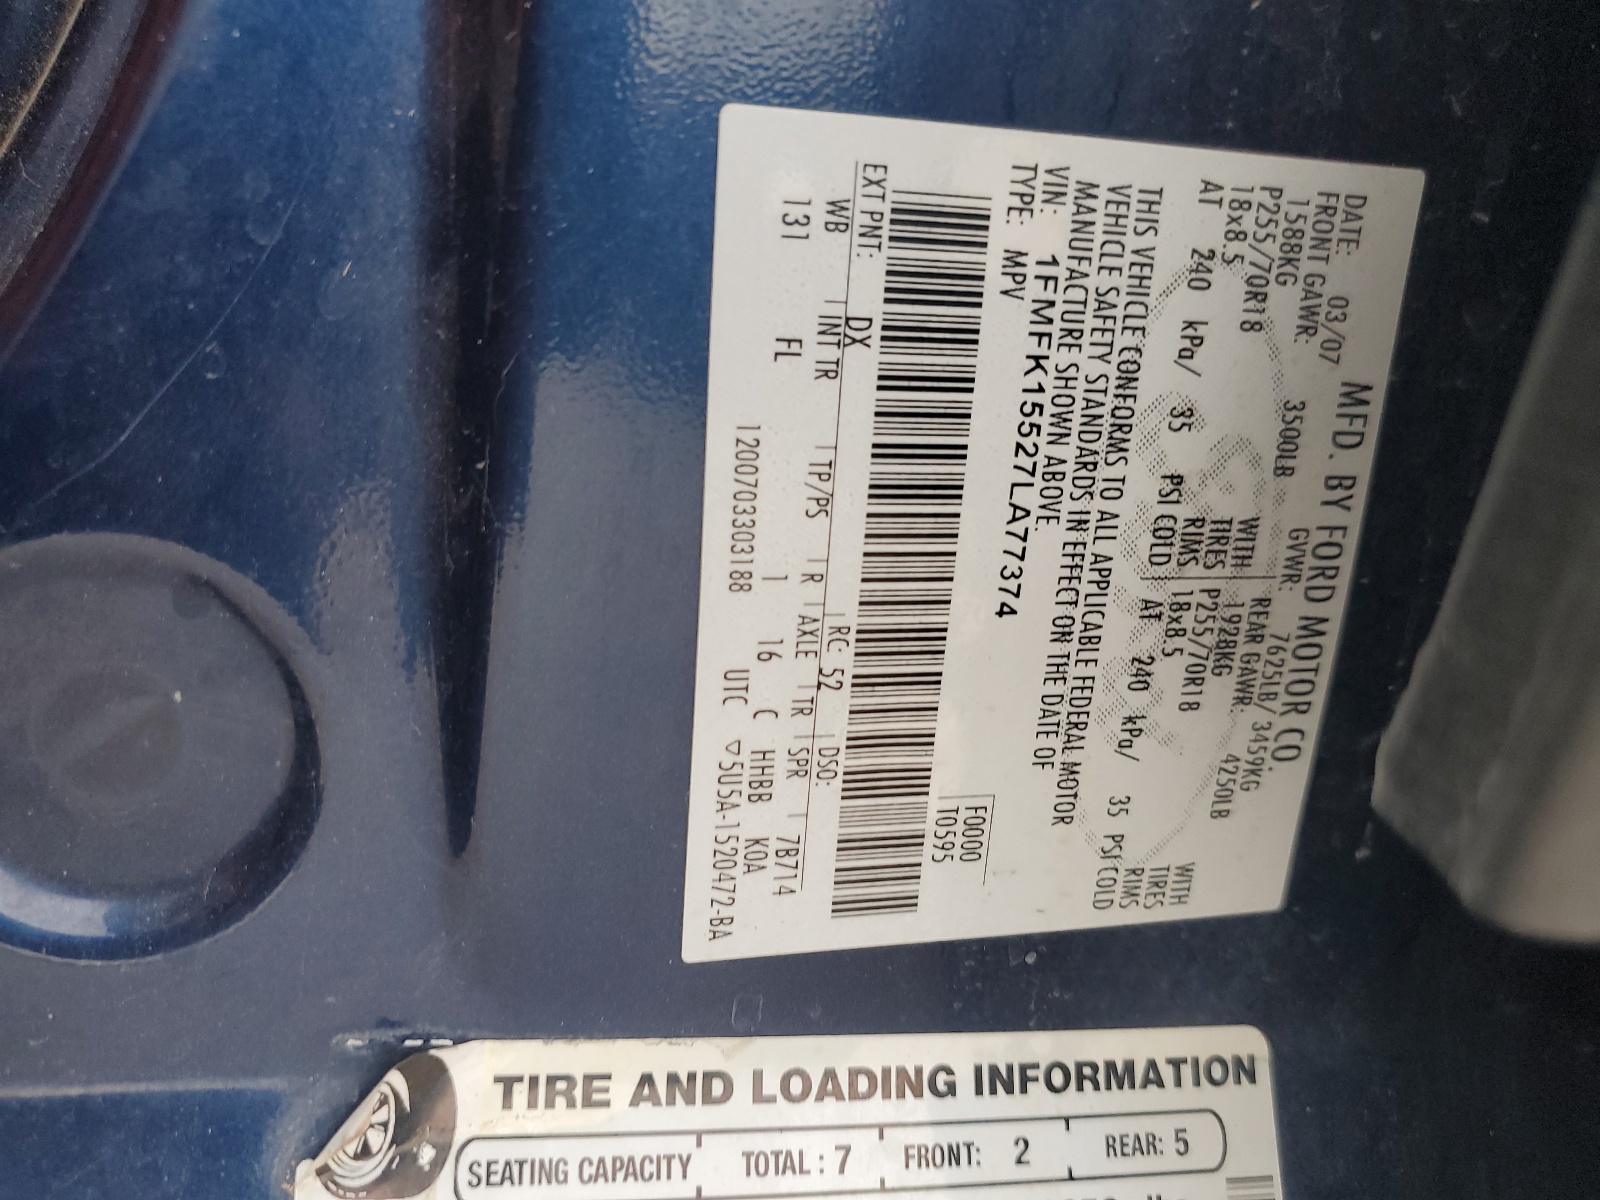 MFD. BY FORD MOTOR CO.
DATE: 03/07 GVWR: 7625LB/ 3459KG
FRONT GAWR: 3500LB REAR GAWR: 4250LB
1588KG WITH 1928KG WITH
P255/70R18 TIRES P255/70R18 TIRES
18x8.5 RIMS 18x8.5 RIMS
AT 240 kPa/ 35 PSI COLD AT 240 kPa/ 35 PSI COLD
THIS VEHICLE CONFORMS TO ALL APPLICABLE FEDERAL MOTOR
VEHICLE SAFETY STANDARDS IN EFFECT ON THE DATE OF
MANUFACTURE SHOWN ABOVE.
VIN: 1FMFK15527LA77374
TYPE: MPV
F0000
T0595
EXT PNT: DX RC: 52 DSO:
WB INT TR TP/PS R AXLE TR SPR 7B714
131 FL 1 16 C HHBB K0A
120070330318​8 UTC ▽5U5A-1520472-BA
TIRE AND LOADING INFORMATION
SEATING CAPACITY TOTAL : 7 FRONT: 2 REAR: 5